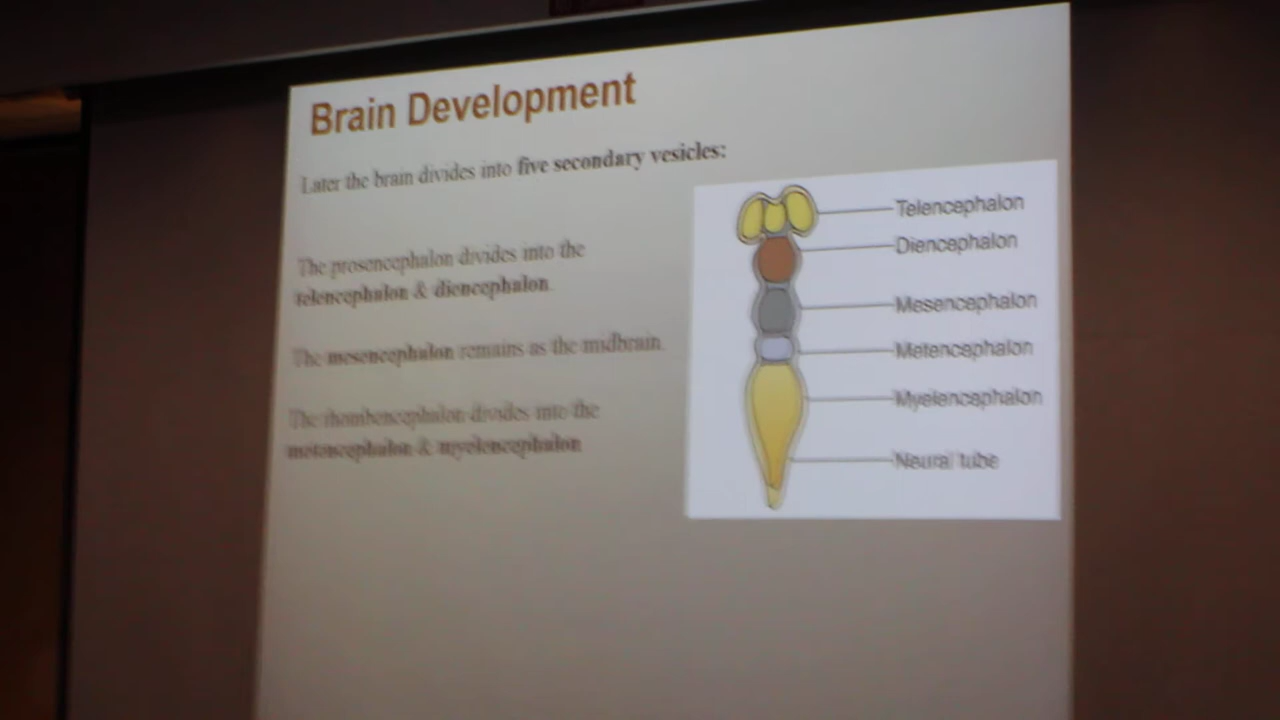 Brain Development
Later the brain divides into five secondary vesicles:
The prosencephalon divides into the
telencephalon & diencephalon.
The mesencephalon remains as the midbrain.
The rhombencephalon divides into the
metencephalon & myelencephalon
Telencephalon
Diencephalon
Mesencephalon
Metencephalon
Myelencephalon
Neural tube